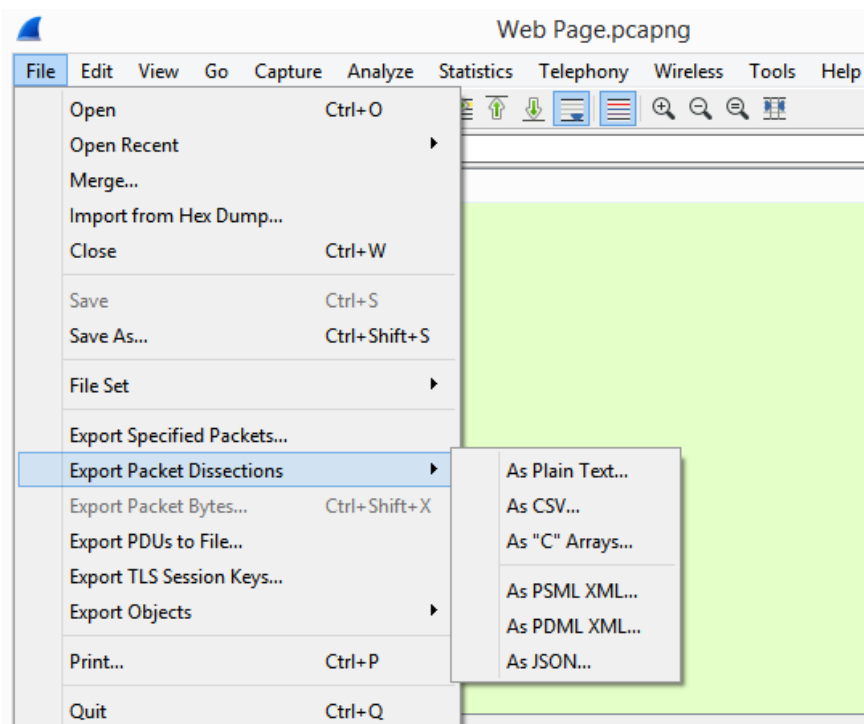 Web Page.pcapng
File Edit View Go Capture Analyze Statistics Telephony Wireless Tools Help
Open Ctrl+O
Open Recent
Merge...
Import from Hex Dump...
Close Ctrl+W
Save Ctrl+S
Save As... Ctrl+Shift+S
File Set
Export Specified Packets...
Export Packet Dissections
Export Packet Bytes... Ctrl+Shift+X
Export PDUs to File...
Export TLS Session Keys...
Export Objects
Print... Ctrl+P
Quit Ctrl+Q
As Plain Text...
As CSV...
As "C" Arrays...
As PSML XML...
As PDML XML...
As JSON...